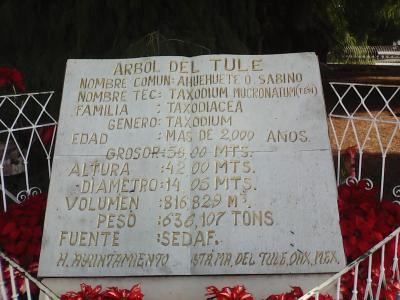 ARBOL DEL TULE
NOMBRE COMUN: AHUEHUETE O SABINO
NOMBRE TEC: TAXODIUM MUCRONATUM (TEN)
FAMILIA : TAXODIACEA
GENERO: TAXODIUM
EDAD : MAS DE 2,000 AÑOS.
GROSOR: 58.00 MTS.
ALTURA : 42.00 MTS.
DIAMETRO: 14.05 MTS.
VOLUMEN : 816829 M³.
PESO : 636,107 TONS
FUENTE : SEDAF.
H. AYUNTAMIENTO STA. MA. DEL TULE, OAX, MEX.